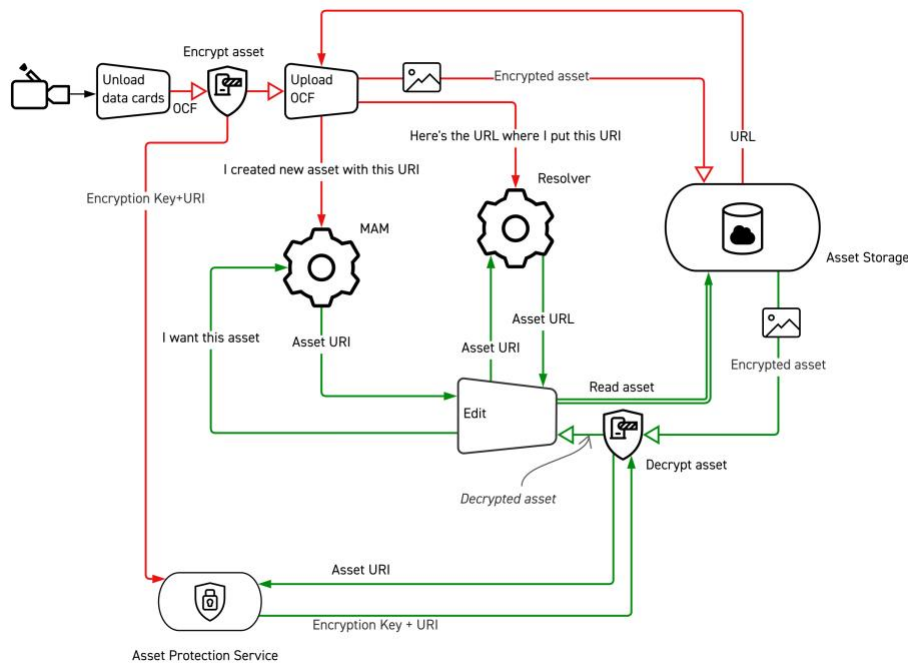 Encrypt asset
Unload
data cards
OCF
Upload
OCF
Encrypted asset
Here's the URL where I put this URI
URL
I created new asset with this URI
Resolver
Encryption Key+URI
MAM
Asset Storage
I want this asset
Asset URI
Asset URI
Asset URL
Encrypted asset
Read asset
Edit
Decrypt asset
Decrypted asset
Asset URI
Encryption Key + URI
Asset Protection Service